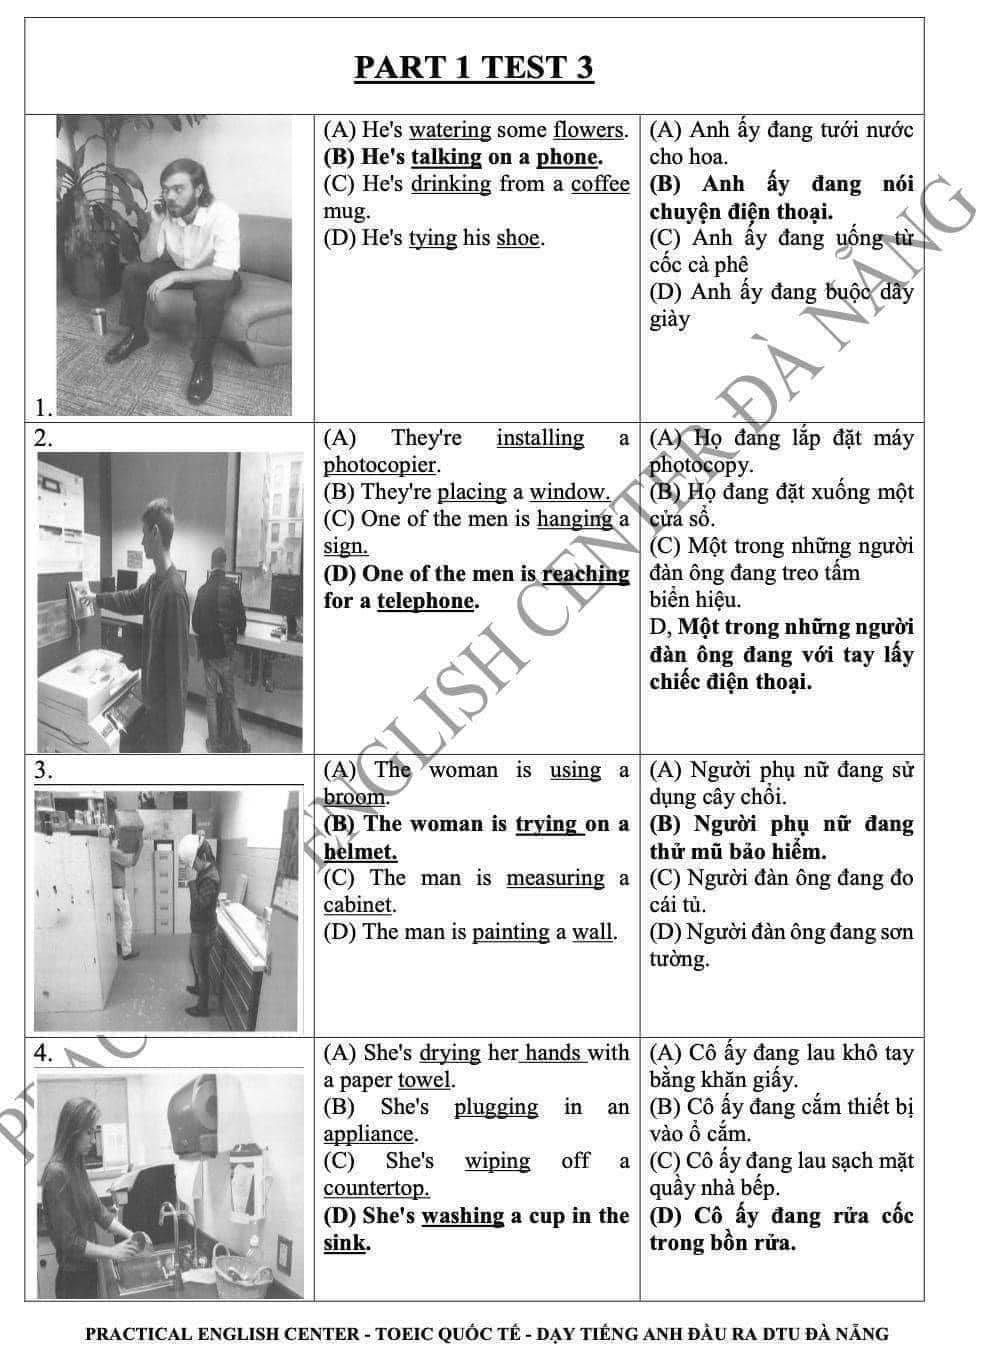 PART 1 TEST 3
1.
(A) He's watering some flowers.
(B) He's talking on a phone.
(C) He's drinking from a coffee
mug.
(D) He's tying his shoe.
(A) Anh ấy đang tưới nước
cho hoa.
(B) Anh ấy đang nói
chuyện điện thoại.
(C) Anh ấy đang uống từ
cốc cà phê
(D) Anh ấy đang buộc dây
giày
2.
(A) They're installing a
photocopier.
(B) They're placing a window.
(C) One of the men is hanging a
sign.
(D) One of the men is reaching
for a telephone.
(A) Họ đang lắp đặt máy
photocopy.
(B) Họ đang đặt xuống một
cửa sổ.
(C) Một trong những người
đàn ông đang treo tấm
biển hiệu.
D, Một trong những người
đàn ông đang với tay lấy
chiếc điện thoại.
3.
(A) The woman is using a
broom.
(B) The woman is trying on a
helmet.
(C) The man is measuring a
cabinet.
(D) The man is painting a wall.
(A) Người phụ nữ đang sử
dụng cây chổi.
(B) Người phụ nữ đang
thử mũ bảo hiểm.
(C) Người đàn ông đang đo
cái tủ.
(D) Người đàn ông đang sơn
tường.
4.
(A) She's drying her hands with
a paper towel.
(B) She's plugging in an
appliance.
(C) She's wiping off a
countertop.
(D) She's washing a cup in the
sink.
(A) Cô ấy đang lau khô tay
bằng khăn giấy.
(B) Cô ấy đang cắm thiết bị
vào ổ cắm.
(C) Cô ấy đang lau sạch mặt
quầy nhà bếp.
(D) Cô ấy đang rửa cốc
trong bồn rửa.
ENGLISH CENTER ĐÀ NẴNG
PRACTICAL ENGLISH CENTER - TOEIC QUỐC TẾ - DẠY TIẾNG ANH ĐẦU RA DTU ĐÀ NẴNG